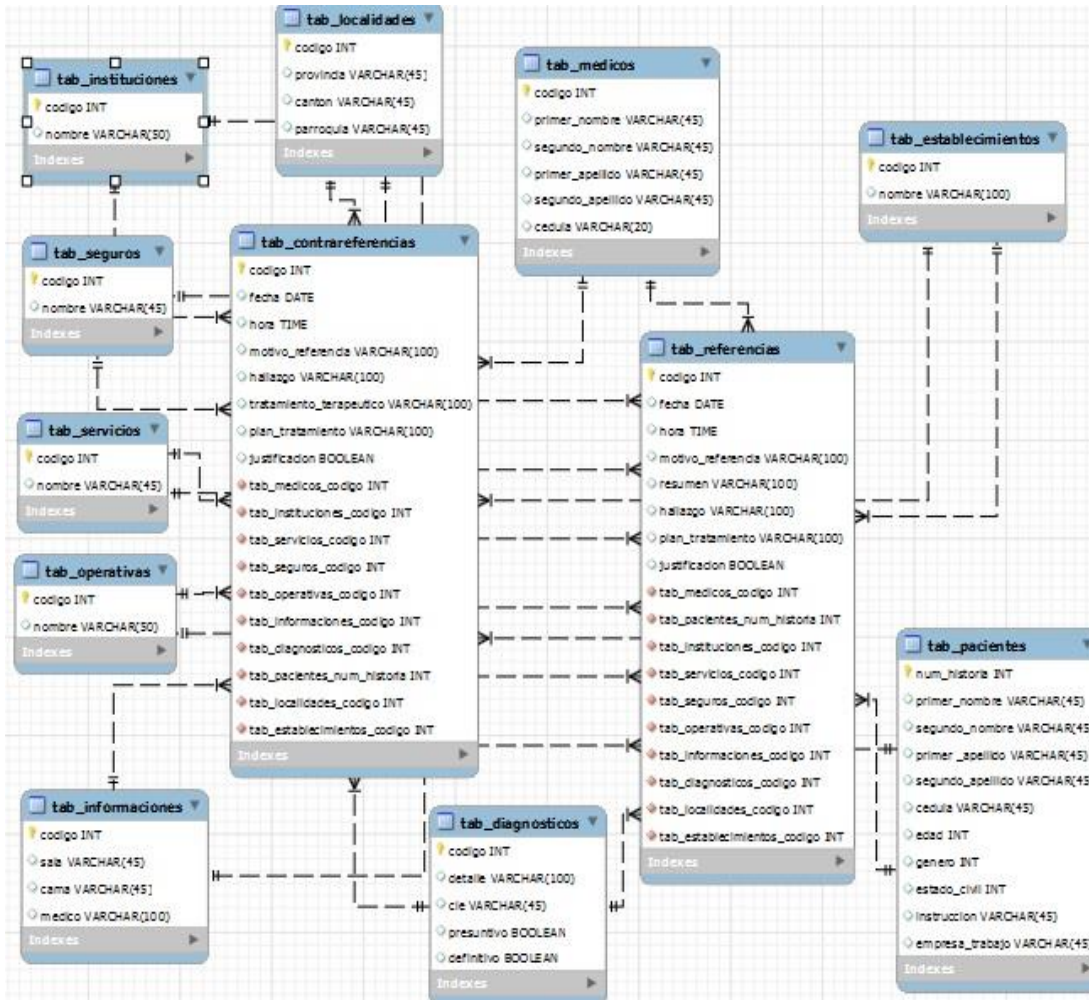 tab_localidades
codigo INT
provincia VARCHAR(45)
canton VARCHAR(45)
parroquia VARCHAR(45)
tab_instituciones
codigo INT
nombre VARCHAR(50)
Indexes
tab_medicos
codigo INT
primer_nombre VARCHAR(45)
segundo_nombre VARCHAR(45)
primer_apellido VARCHAR(45)
segundo_apellido VARCHAR(45)
cedula VARCHAR(20)
Indexes
tab_establecimientos
codigo INT
nombre VARCHAR(100)
Indexes
Indexes
tab_seguros
codigo INT
nombre VARCHAR(45)
Indexes
tab_contrareferencias
codigo INT
fecha DATE
hora TIME
motivo_referencia VARCHAR(100)
hallazgo VARCHAR(100)
tratamiento_terapeutico VARCHAR(100)
plan_tratamiento VARCHAR(100)
justificacion BOOLEAN
tab_medicos_codigo INT
tab_instituciones_codigo INT
tab_servicios_codigo INT
tab_seguros_codigo INT
tab_operativas_codigo INT
tab_informaciones_codigo INT
tab_diagnosticos_codigo INT
tab_pacientes_num_historia INT
tab_localidades_codigo INT
tab_establecimientos_codigo INT
Indexes
tab_referencias
codigo INT
fecha DATE
hora TIME
motivo_referencia VARCHAR(100)
resumen VARCHAR(100)
hallazgo VARCHAR(100)
plan_tratamiento VARCHAR(100)
justificacion BOOLEAN
tab_medicos_codigo INT
tab_pacientes_num_historia INT
tab_instituciones_codigo INT
tab_servicios_codigo INT
tab_seguros_codigo INT
tab_operativas_codigo INT
tab_informaciones_codigo INT
tab_diagnosticos_codigo INT
tab_localidades_codigo INT
tab_establecimientos_codigo INT
Indexes
tab_servicios
codigo INT
nombre VARCHAR(45)
Indexes
tab_operativas
codigo INT
nombre VARCHAR(50)
Indexes
tab_pacientes
num_historia INT
primer_nombre VARCHAR(45)
segundo_nombre VARCHAR(45
primer _apellido VARCHAR(45)
segundo_apellido VARCHAR(45
cedula VARCHAR(45)
edad INT
genero INT
estado_civil INT
instruccion VARCHAR(45)
empresa_trabajo VARCHAR(45)
Indexes
tab_informaciones
codigo INT
sala VARCHAR(45)
cama VARCHAR(45)
medico VARCHAR(100)
Indexes
tab_diagnosticos
codigo INT
detalle VARCHAR(100)
cie VARCHAR(45)
presuntivo BOOLEAN
definitivo BOOLEAN
Indexes